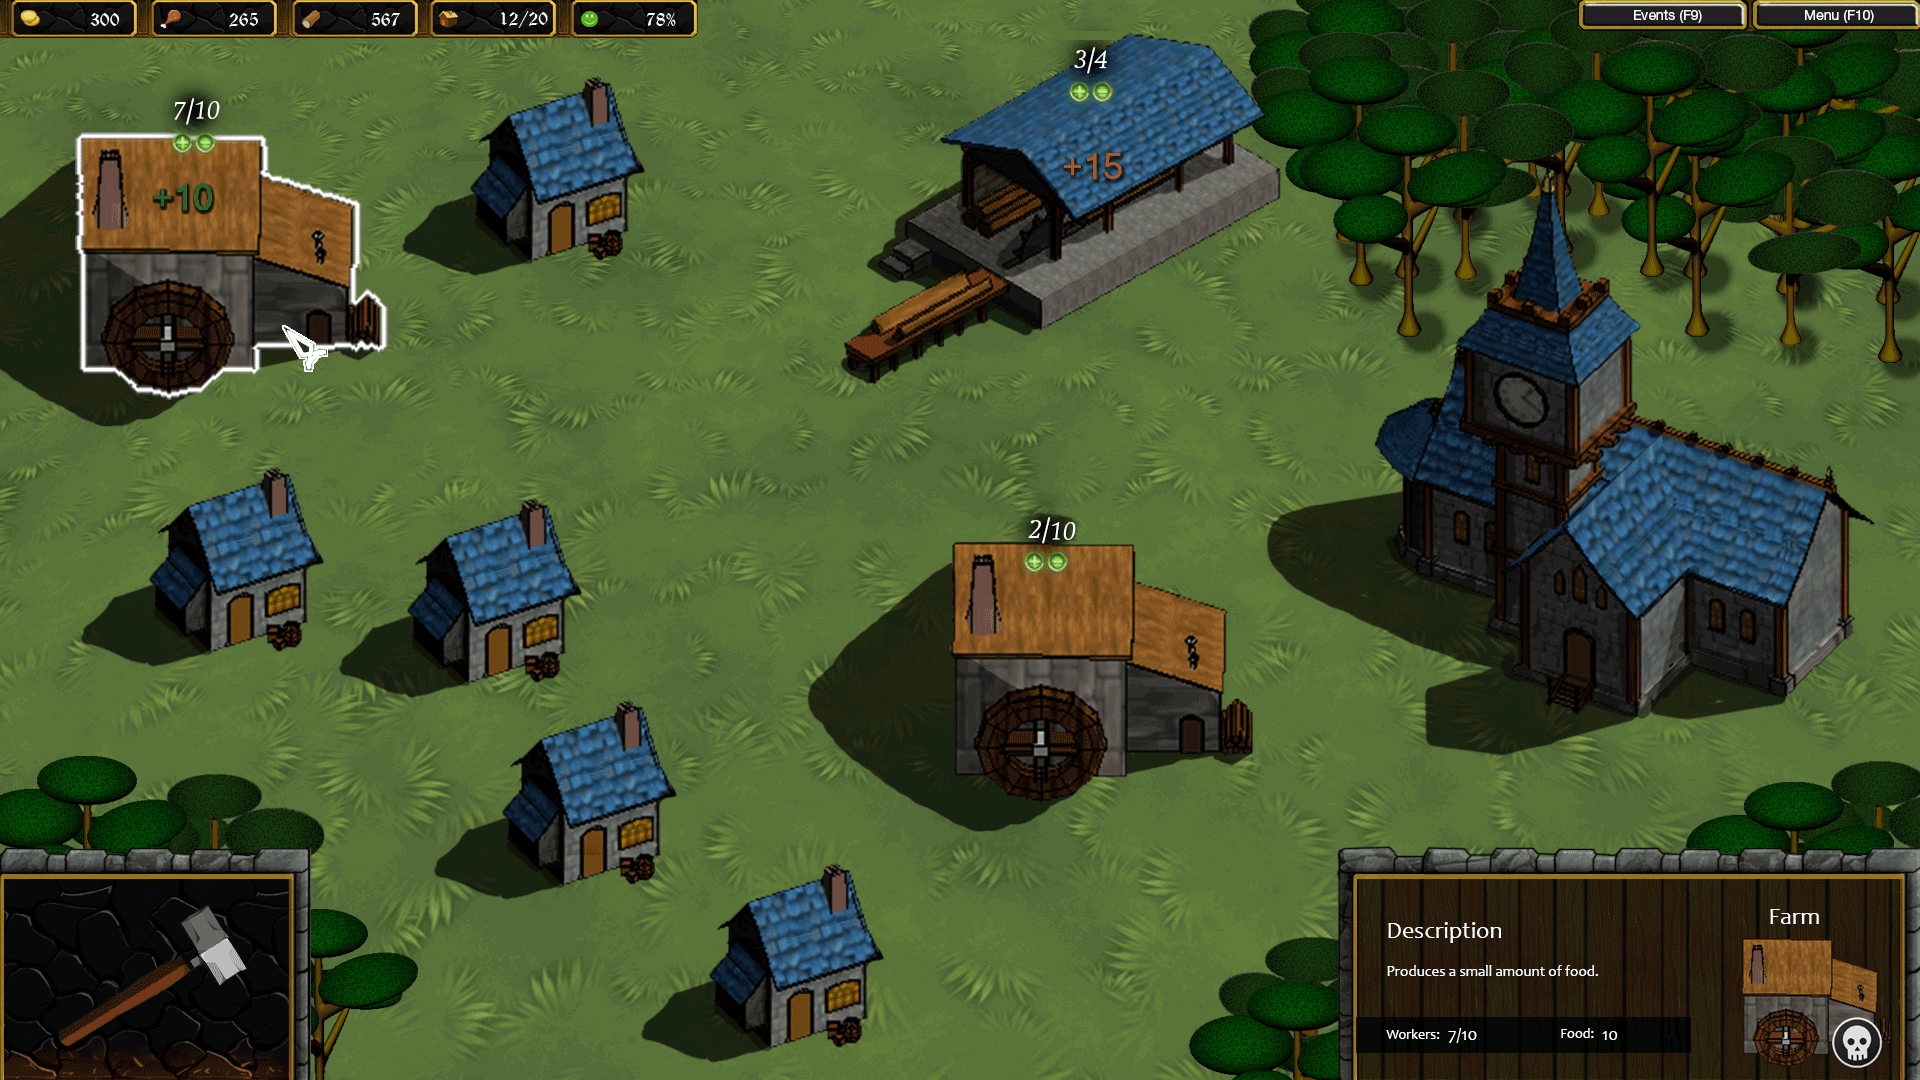 300
265
567
12/20
78%
Events (F9)
Menu (F10)
3/4
+15
7/10
+10
2/10
Farm
Description
Produces a small amount of food.
Workers: 7/10
Food: 10